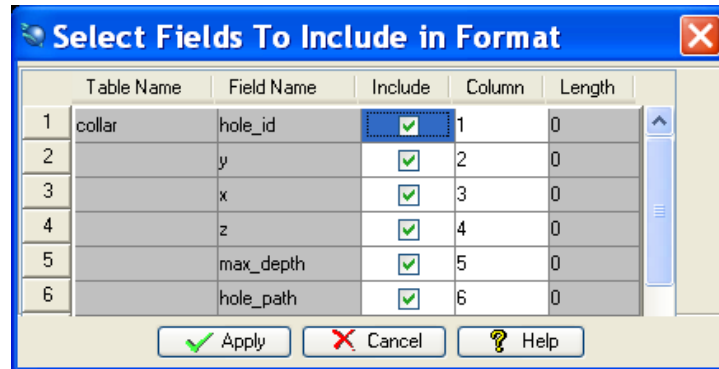 Select Fields To Include in Format
Table Name Field Name Include Column Length
1 collar hole_id 1 0
2 y 2 0
3 x 3 0
4 z 4 0
5 max_depth 5 0
6 hole_path 6 0
Apply Cancel Help